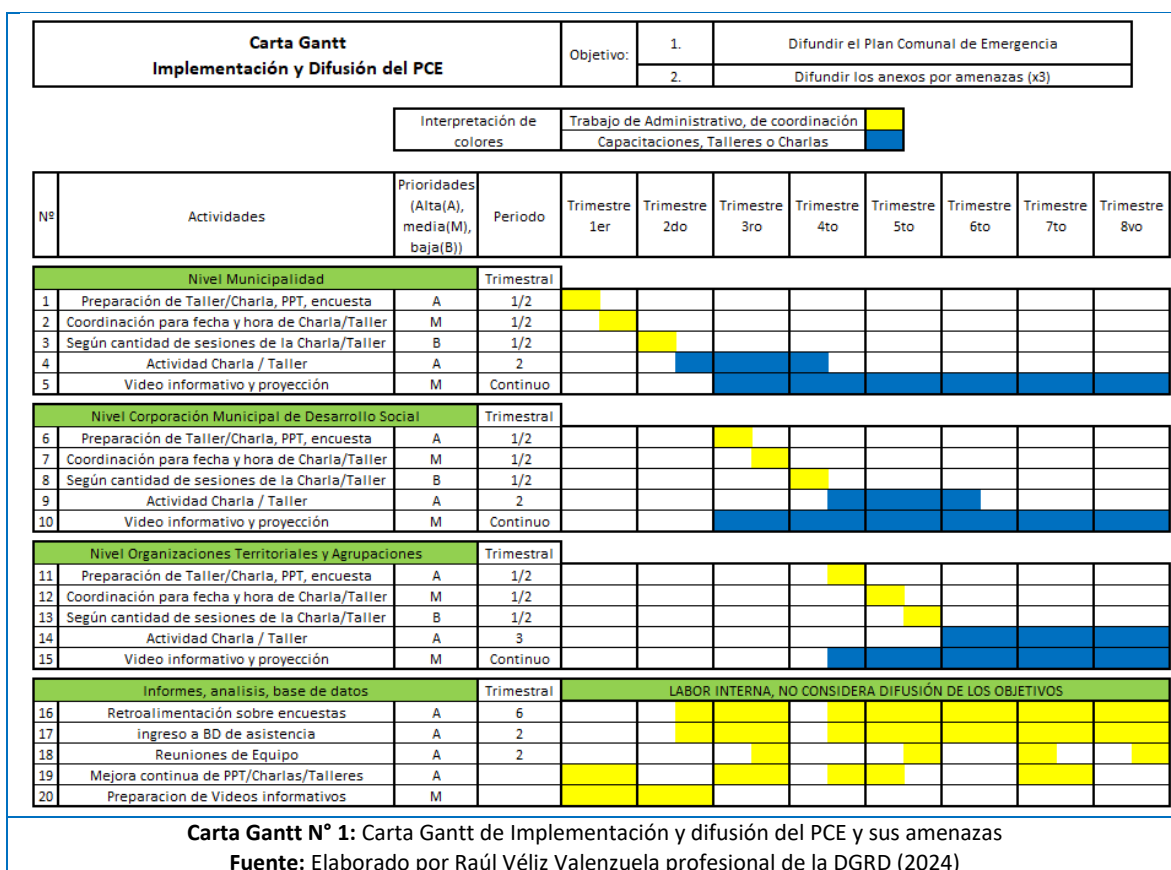 Carta Gantt
Implementación y Difusión del PCE
Objetivo:
1. Difundir el Plan Comunal de Emergencia
2. Difundir los anexos por amenazas (x3)
Interpretación de
colores
Trabajo de Administrativo, de coordinación
Capacitaciones, Talleres o Charlas
Nº
Actividades
Prioridades
(Alta(A),
media(M),
baja(B))
Periodo
Trimestre
1er
Trimestre
2do
Trimestre
3ro
Trimestre
4to
Trimestre
5to
Trimestre
6to
Trimestre
7to
Trimestre
8vo
Nivel Municipalidad Trimestral
1 Preparación de Taller/Charla, PPT, encuesta A 1/2
2 Coordinación para fecha y hora de Charla/Taller M 1/2
3 Según cantidad de sesiones de la Charla/Taller B 1/2
4 Actividad Charla / Taller A 2
5 Video informativo y proyección M Continuo
Nivel Corporación Municipal de Desarrollo Social Trimestral
6 Preparación de Taller/Charla, PPT, encuesta A 1/2
7 Coordinación para fecha y hora de Charla/Taller M 1/2
8 Según cantidad de sesiones de la Charla/Taller B 1/2
9 Actividad Charla / Taller A 2
10 Video informativo y proyección M Continuo
Nivel Organizaciones Territoriales y Agrupaciones Trimestral
11 Preparación de Taller/Charla, PPT, encuesta A 1/2
12 Coordinación para fecha y hora de Charla/Taller M 1/2
13 Según cantidad de sesiones de la Charla/Taller B 1/2
14 Actividad Charla / Taller A 3
15 Video informativo y proyección M Continuo
Informes, analisis, base de datos Trimestral LABOR INTERNA, NO CONSIDERA DIFUSIÓN DE LOS OBJETIVOS
16 Retroalimentación sobre encuestas A 6
17 ingreso a BD de asistencia A 2
18 Reuniones de Equipo A 2
19 Mejora continua de PPT/Charlas/Talleres A
20 Preparacion de Videos informativos M
Carta Gantt N° 1: Carta Gantt de Implementación y difusión del PCE y sus amenazas
Fuente: Elaborado por Raúl Véliz Valenzuela profesional de la DGRD (2024)